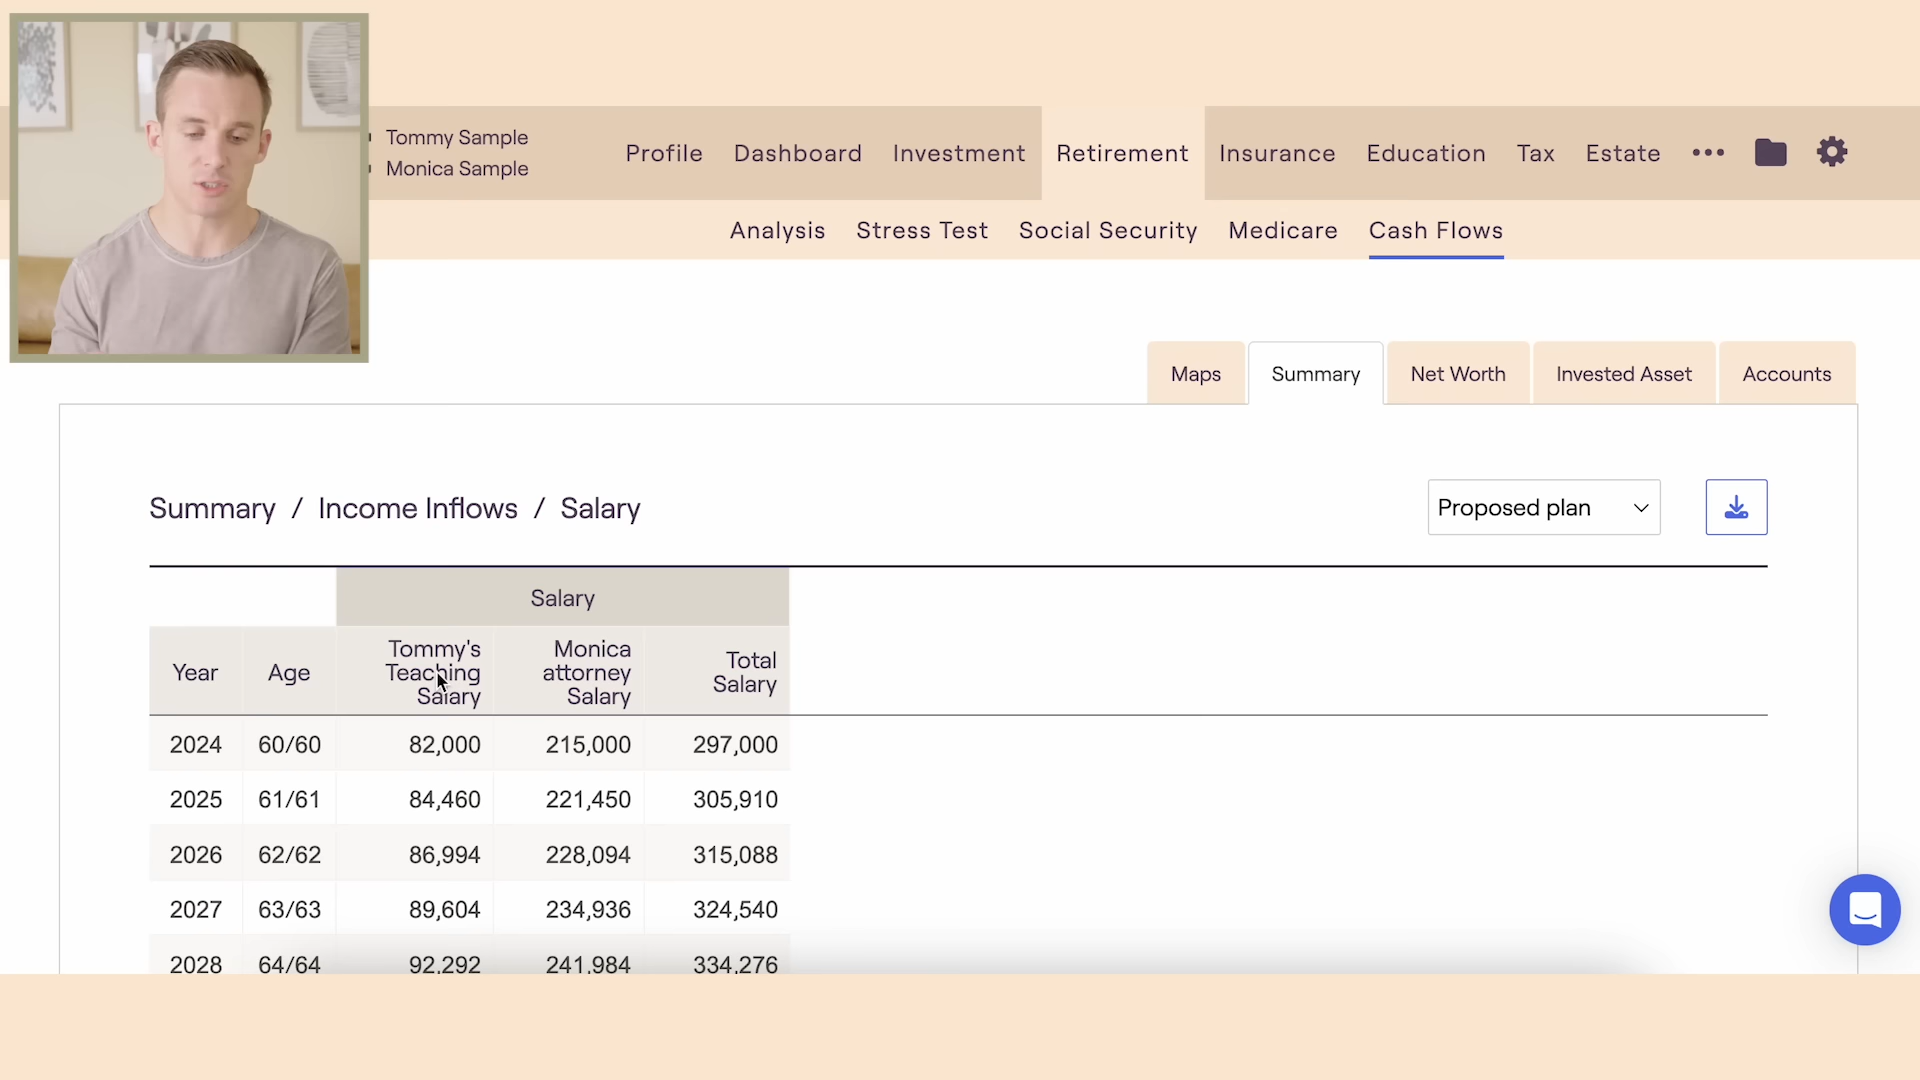 Tommy Sample
Monica Sample
Profile Dashboard Investment Retirement Insurance Education Tax Estate
Analysis Stress Test Social Security Medicare Cash Flows
Maps Summary Net Worth Invested Asset Accounts
Summary / Income Inflows / Salary
Proposed plan
Salary
Year Age Tommy's Teaching Salary Monica attorney Salary Total Salary
2024 60/60 82,000 215,000 297,000
2025 61/61 84,460 221,450 305,910
2026 62/62 86,994 228,094 315,088
2027 63/63 89,604 234,936 324,540
2028 64/64 92,292 241,984 334,276